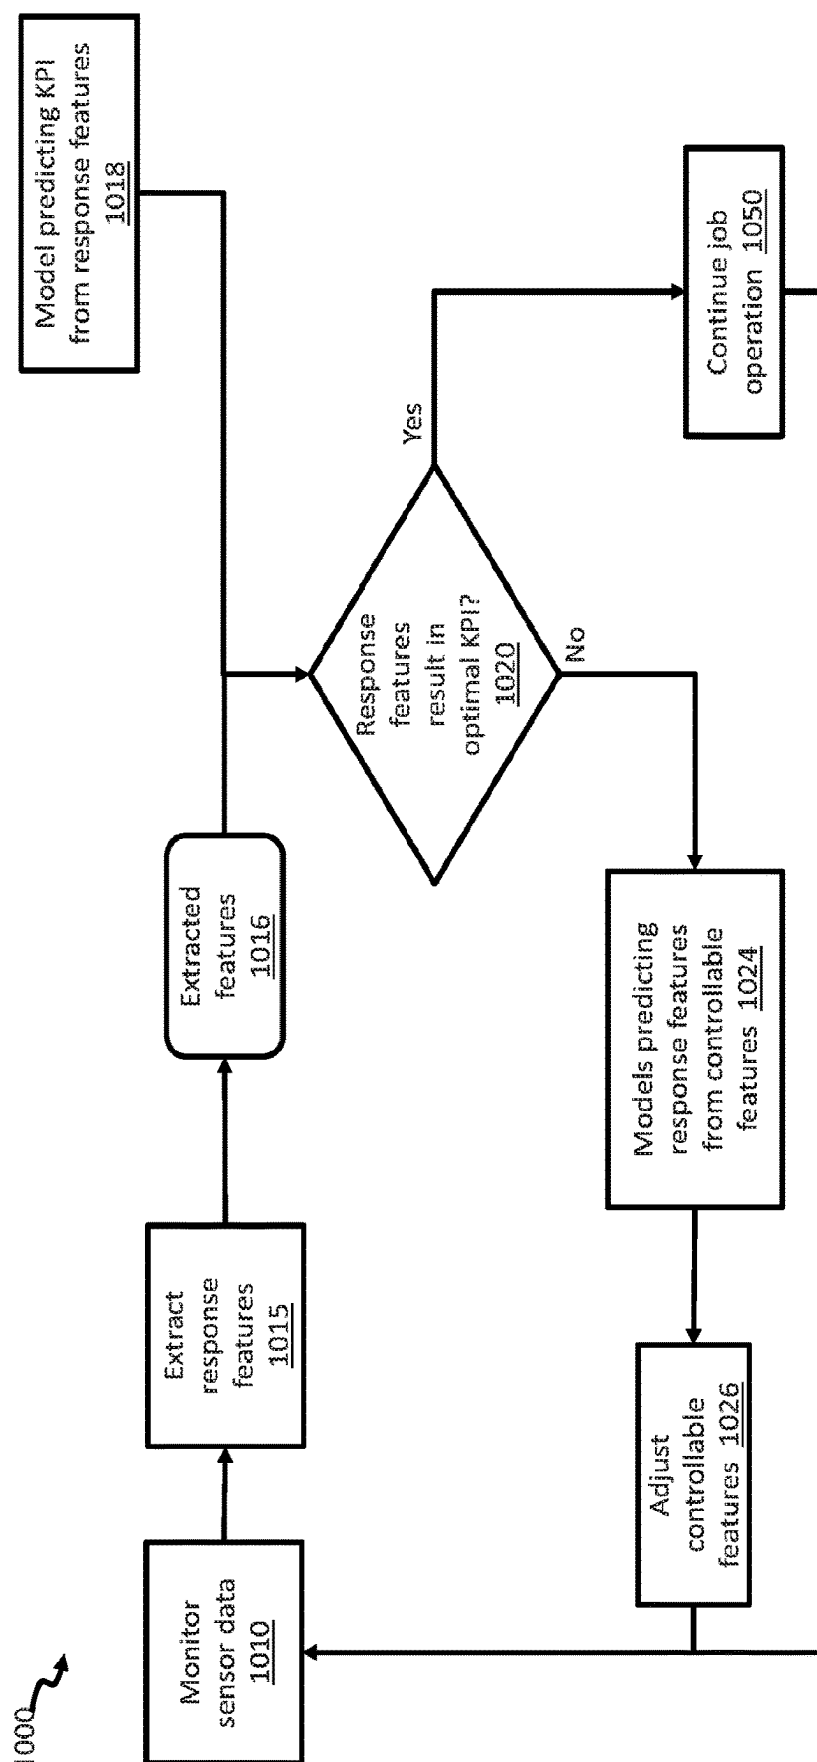 1000
Monitor
sensor data
1010
Extract
response
features
1015
Extracted
features
1016
Model predicting KPI
from response features
1018
Response
features
result in
optimal KPI?
1020
Yes
No
Continue job
operation 1050
Models predicting
response features
from controllable
features 1024
Adjust
controllable
features 1026